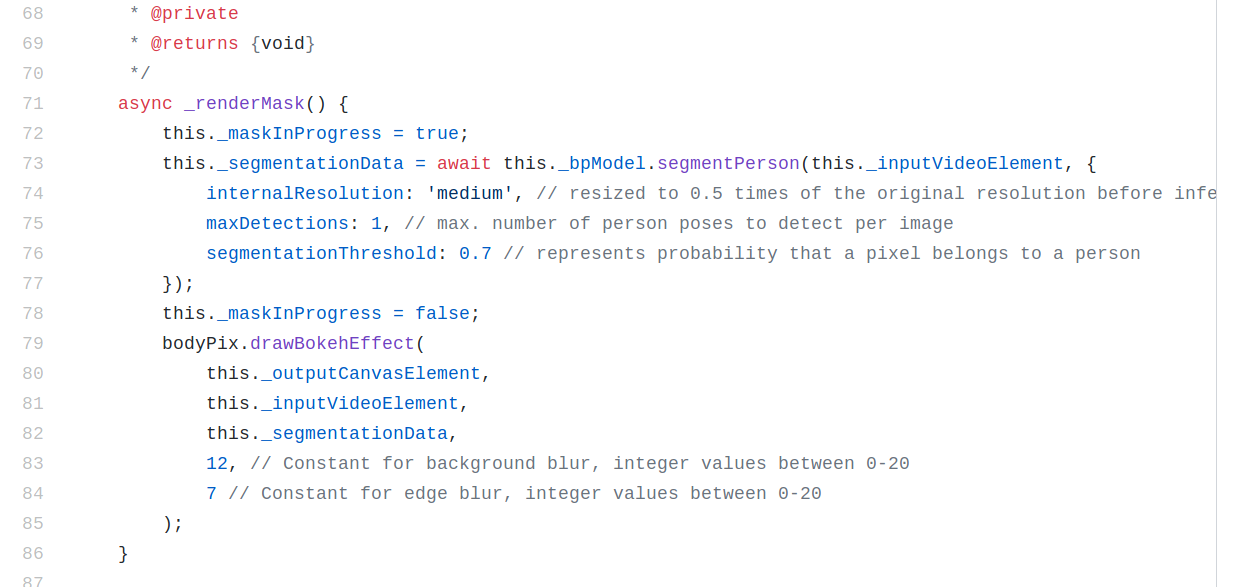 68 * @private
69 * @returns {void}
70 */
71 async _renderMask() {
72 this._maskInProgress = true;
73 this._segmentationData = await this._bpModel.segmentPerson(this._inputVideoElement, {
74 internalResolution: 'medium', // resized to 0.5 times of the original resolution before infe
75 maxDetections: 1, // max. number of person poses to detect per image
76 segmentationThreshold: 0.7 // represents probability that a pixel belongs to a person
77 });
78 this._maskInProgress = false;
79 bodyPix.drawBokehEffect(
80 this._outputCanvasElement,
81 this._inputVideoElement,
82 this._segmentationData,
83 12, // Constant for background blur, integer values between 0-20
84 7 // Constant for edge blur, integer values between 0-20
85 );
86 }
87